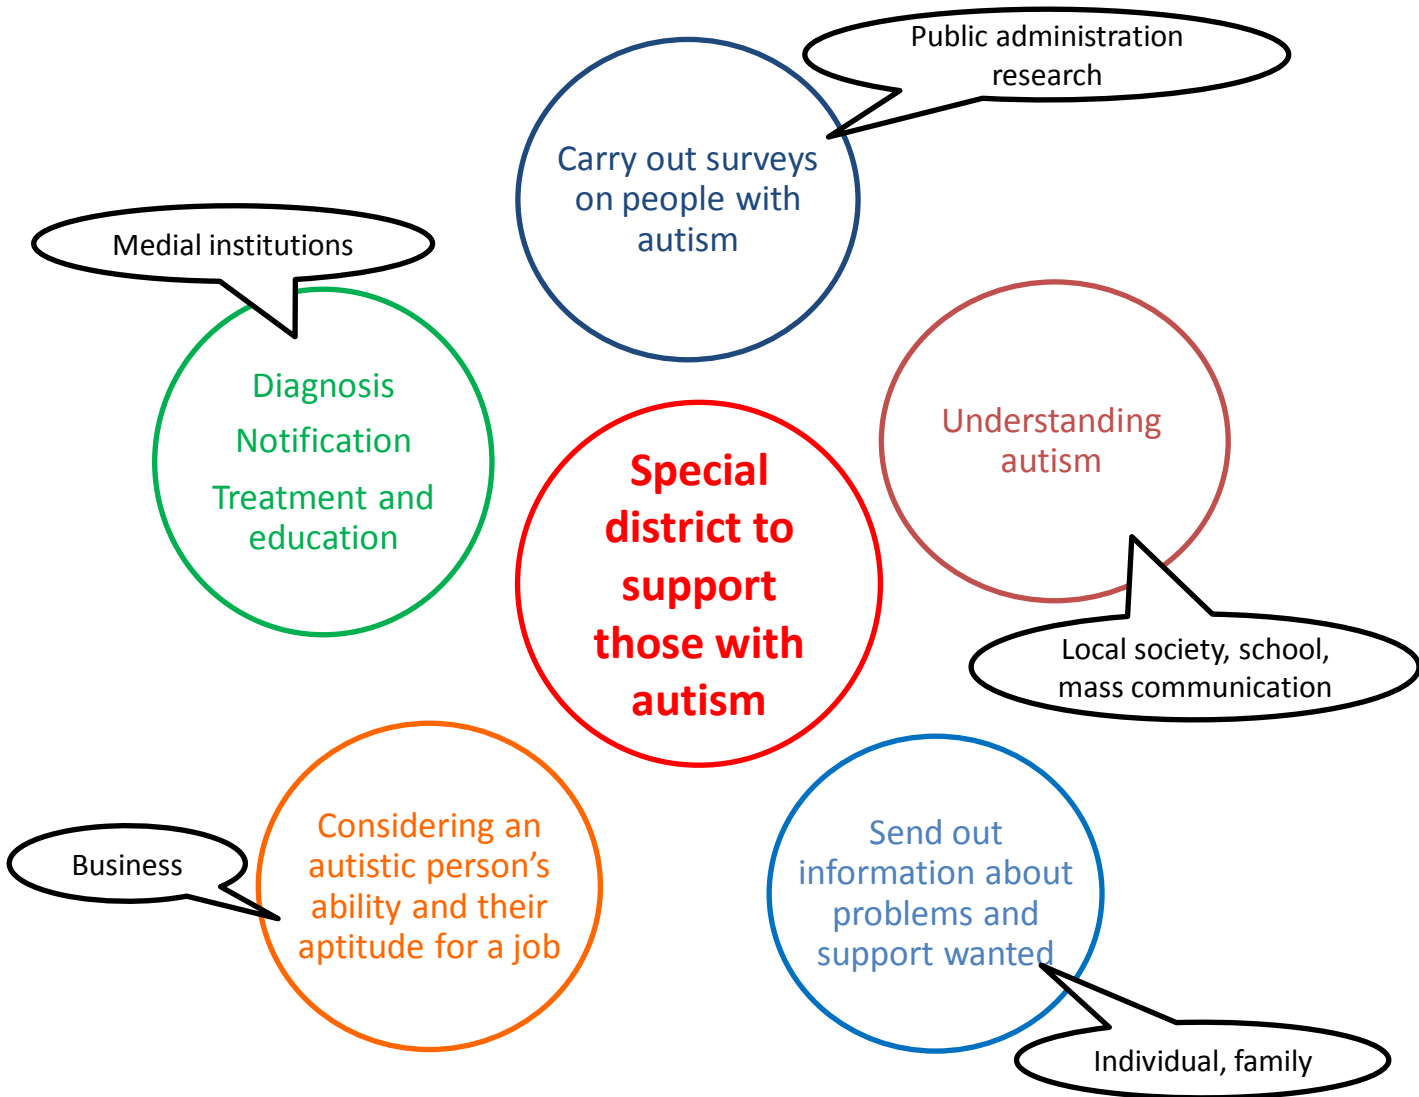 Public administration
research
Carry out surveys
on people with
autism
Medial institutions
Diagnosis
Notification
Treatment and
education
Understanding
autism
Local society, school,
mass communication
Special
district to
support
those with
autism
Business
Considering an
autistic person’s
ability and their
aptitude for a job
Send out
information about
problems and
support wanted
Individual, family